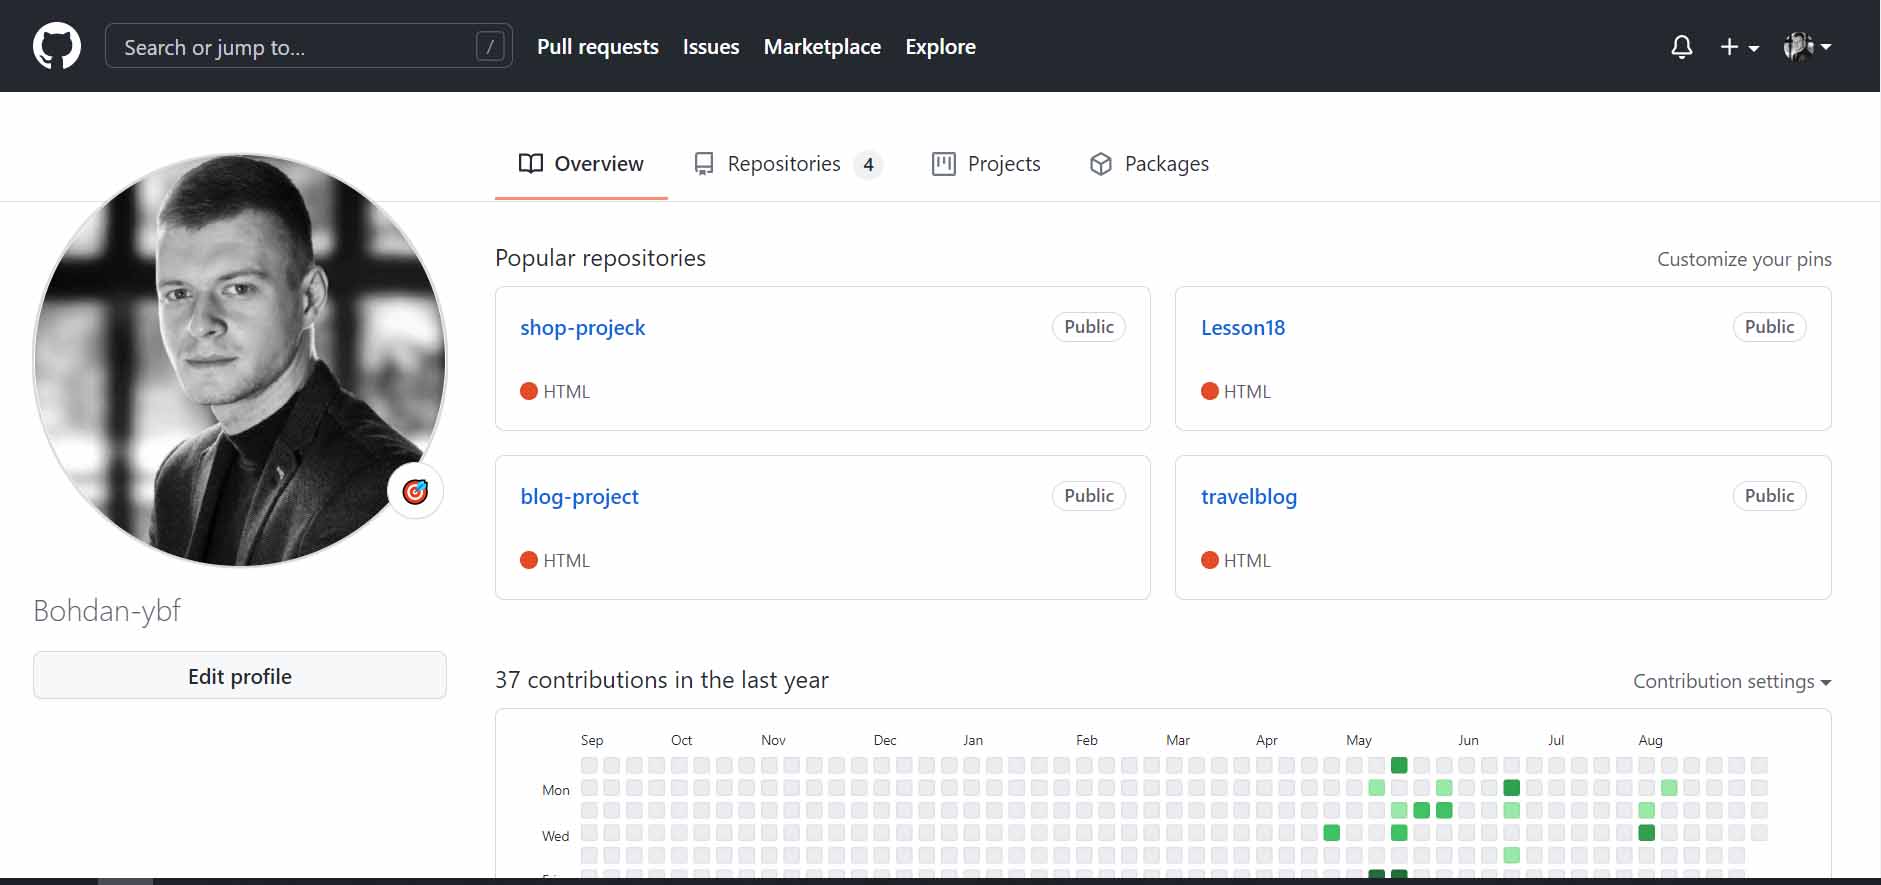 Search or jump to... /
Pull requests Issues Marketplace Explore
Overview Repositories 4 Projects Packages
Popular repositories
Customize your pins
shop-projeck Public
HTML
Lesson18 Public
HTML
blog-project Public
HTML
travelblog Public
HTML
Bohdan-ybf
Edit profile
37 contributions in the last year
Contribution settings
Sep Oct Nov Dec Jan Feb Mar Apr May Jun Jul Aug
Mon
Wed